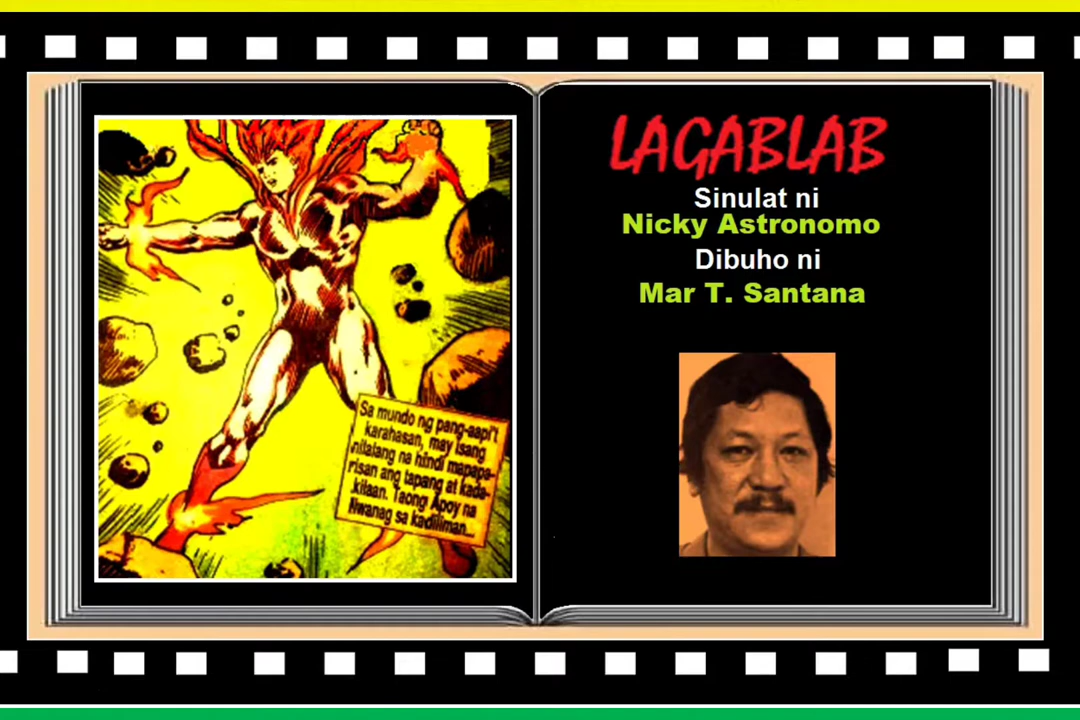 Sa mundo ng pang-aapi't
karahasan, may isang
nilalang na hindi mapapa-
risan ang tapang at kada-
kilaan. Taong Apoy na
liwanag sa kadiliman...
LAGABLAB
Sinulat ni
Nicky Astronomo
Dibuho ni
Mar T. Santana